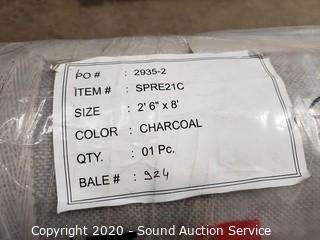 PO # : 2935-2
ITEM # : SPRE21C
SIZE : 2' 6" x 8'
COLOR : CHARCOAL
QTY. : 01 Pc.
BALE # : 924
Copyright 2020 - Sound Auction Service